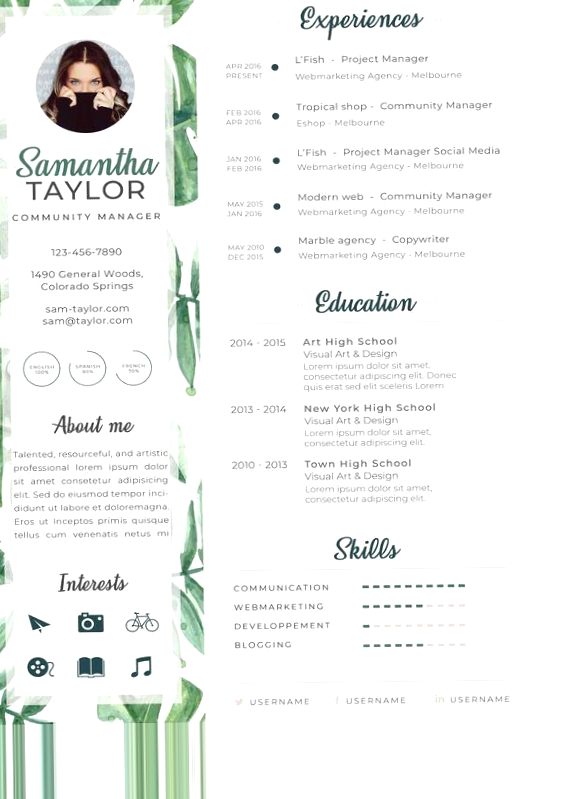 Samantha
TAYLOR
COMMUNITY MANAGER
123-456-7890
1490 General Woods,
Colorado Springs
sam-taylor.com
sam@taylor.com
ENGLISH
100%
SPANISH
80%
FRENCH
70%
About me
Talented, resourceful, and artistic
professional lorem ipsum dolor
sit amet consetetur adipisicing
elit. Sed do eiusmod tempor inci-
didunt ut labore et doloremagna.
Eros ut Inceptos primis quisque
tellus cum venenatis netus mi
Interests
Experiences
APR 2016
PRESENT
L'Fish - Project Manager
Webmarketing Agency - Melbourne
FEB 2016
APR 2016
Tropical shop - Community Manager
Eshop - Melbourne
JAN 2016
FEB 2016
L'Fish - Project Manager Social Media
Webmarketing Agency - Melbourne
MAY 2015
JAN 2016
Modern web - Community Manager
Webmarketing Agency - Melbourne
MAY 2010
DEC 2015
Marble agency - Copywriter
Webmarketing Agency - Melbourne
Education
2014 - 2015 Art High School
Visual Art & Design
Lorem ipsum dolor sit amet,
consectetur adipiscing elit. Donec
quis erat sed elit sceleris Lorem
2013 - 2014 New York High School
Visual Art & Design
Lorem ipsum dolor sit amet,
consectetur adipiscing elit.
2010 - 2013 Town High School
Visual Art & Design
Lorem ipsum dolor sit amet,
consectetur adipiscing elit.
Skills
COMMUNICATION
WEBMARKETING
DEVELOPPEMENT
BLOGGING
USERNAME f USERNAME in USERNAME